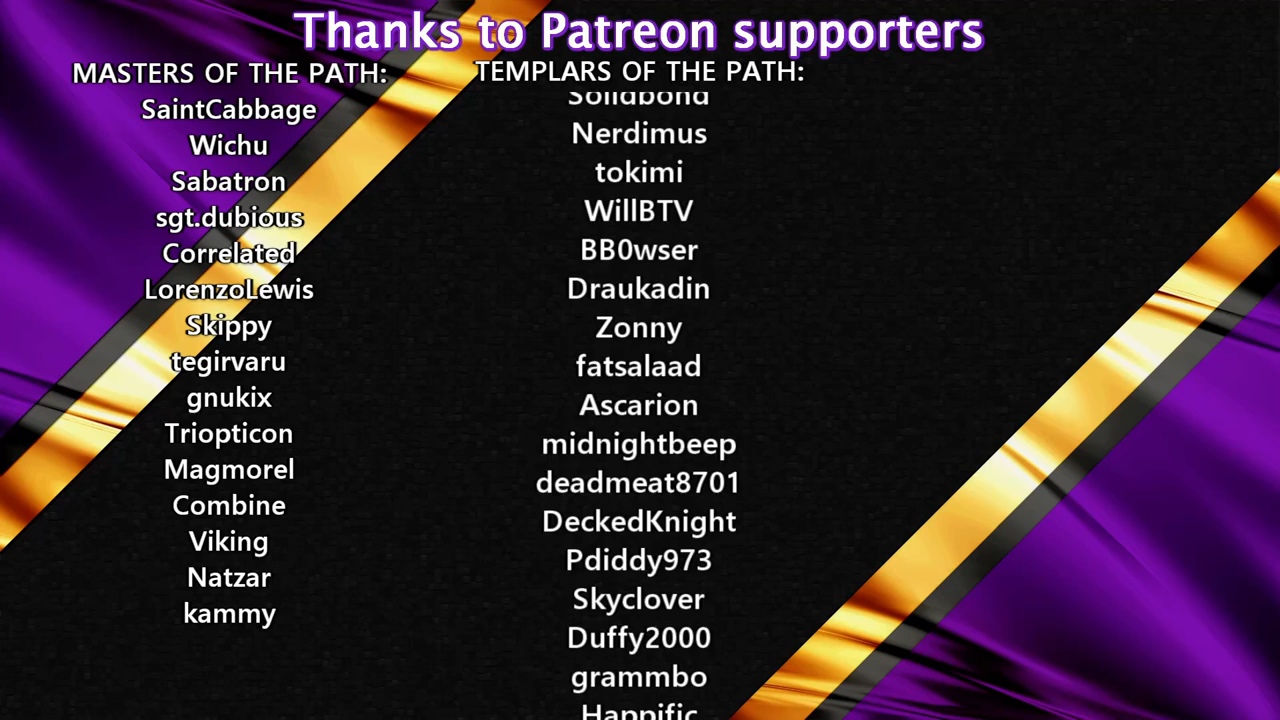 Thanks to Patreon supporters
MASTERS OF THE PATH:
SaintCabbage
Wichu
Sabatron
sgt.dubious
Correlated
LorenzoLewis
Skippy
tegirvaru
gnukix
Triopticon
Magmorel
Combine
Viking
Natzar
kammy
TEMPLARS OF THE PATH:
Solidbond
Nerdimus
tokimi
WillBTV
BB0wser
Draukadin
Zonny
fatsalaad
Ascarion
midnightbeep
deadmeat8701
DeckedKnight
Pdiddy973
Skyclover
Duffy2000
grammbo
Happific